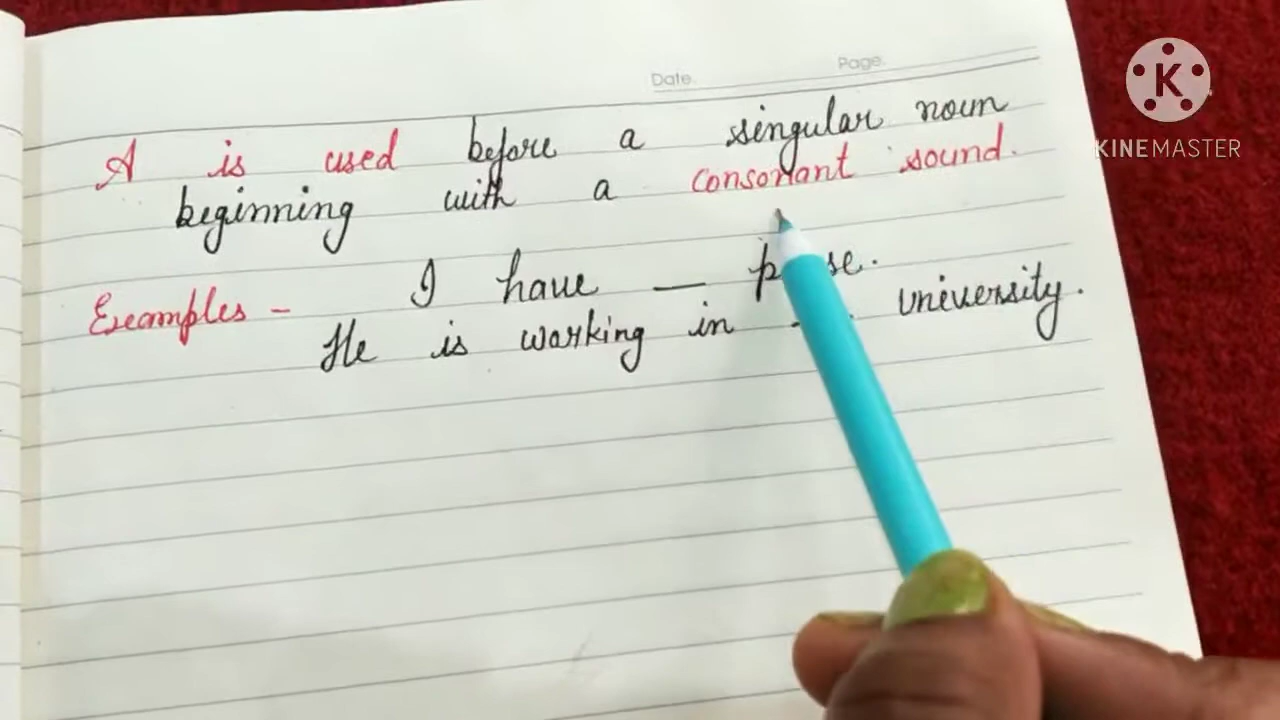 Date. Page.
A is used before a singular noun
beginning with a consonant sound.
Examples - I have __ .
He is working in university.
K
KINEMASTER